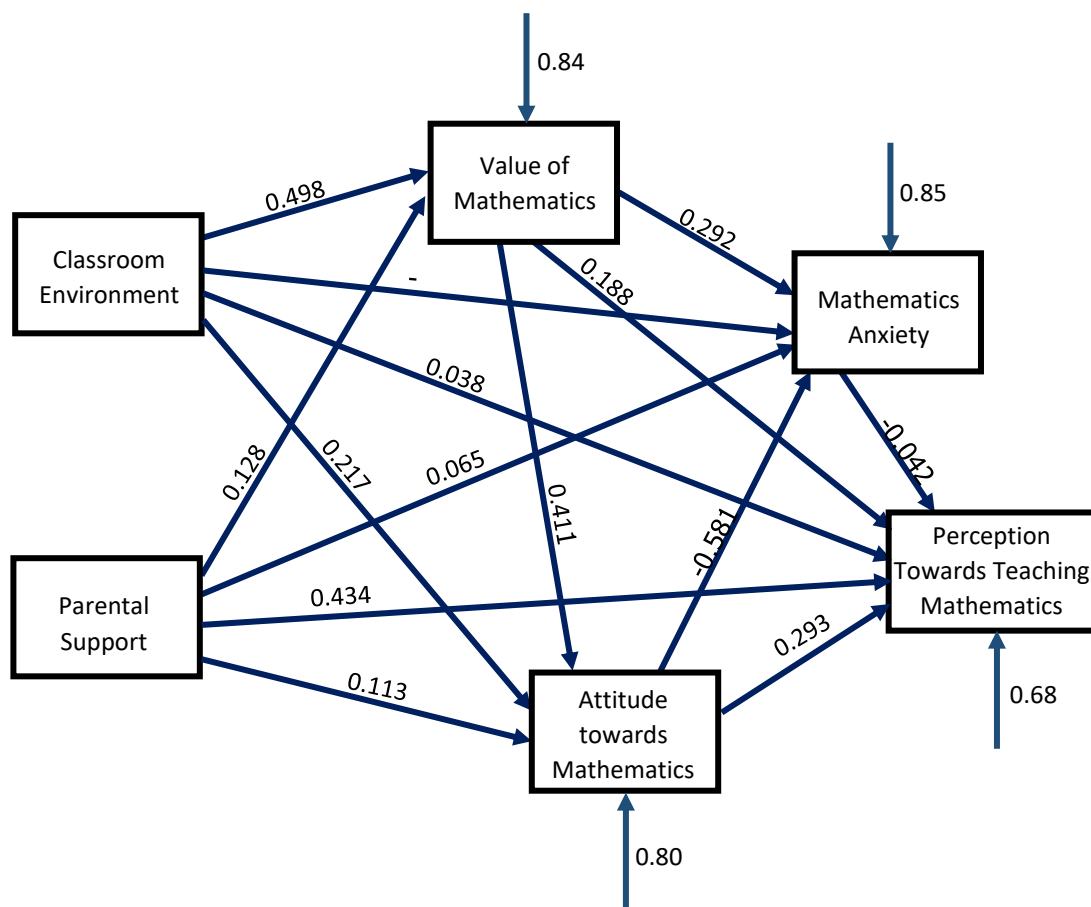 0.84
Value of
Mathematics
0.85
0.498
0.292
Classroom
Environment
-
0.188
Mathematics
Anxiety
0.038
0.128
0.217
0.065
0.411
-0.042
-0.581
Perception
Towards Teaching
Mathematics
Parental
Support
0.434
0.293
0.113
Attitude
towards
Mathematics
0.68
0.80